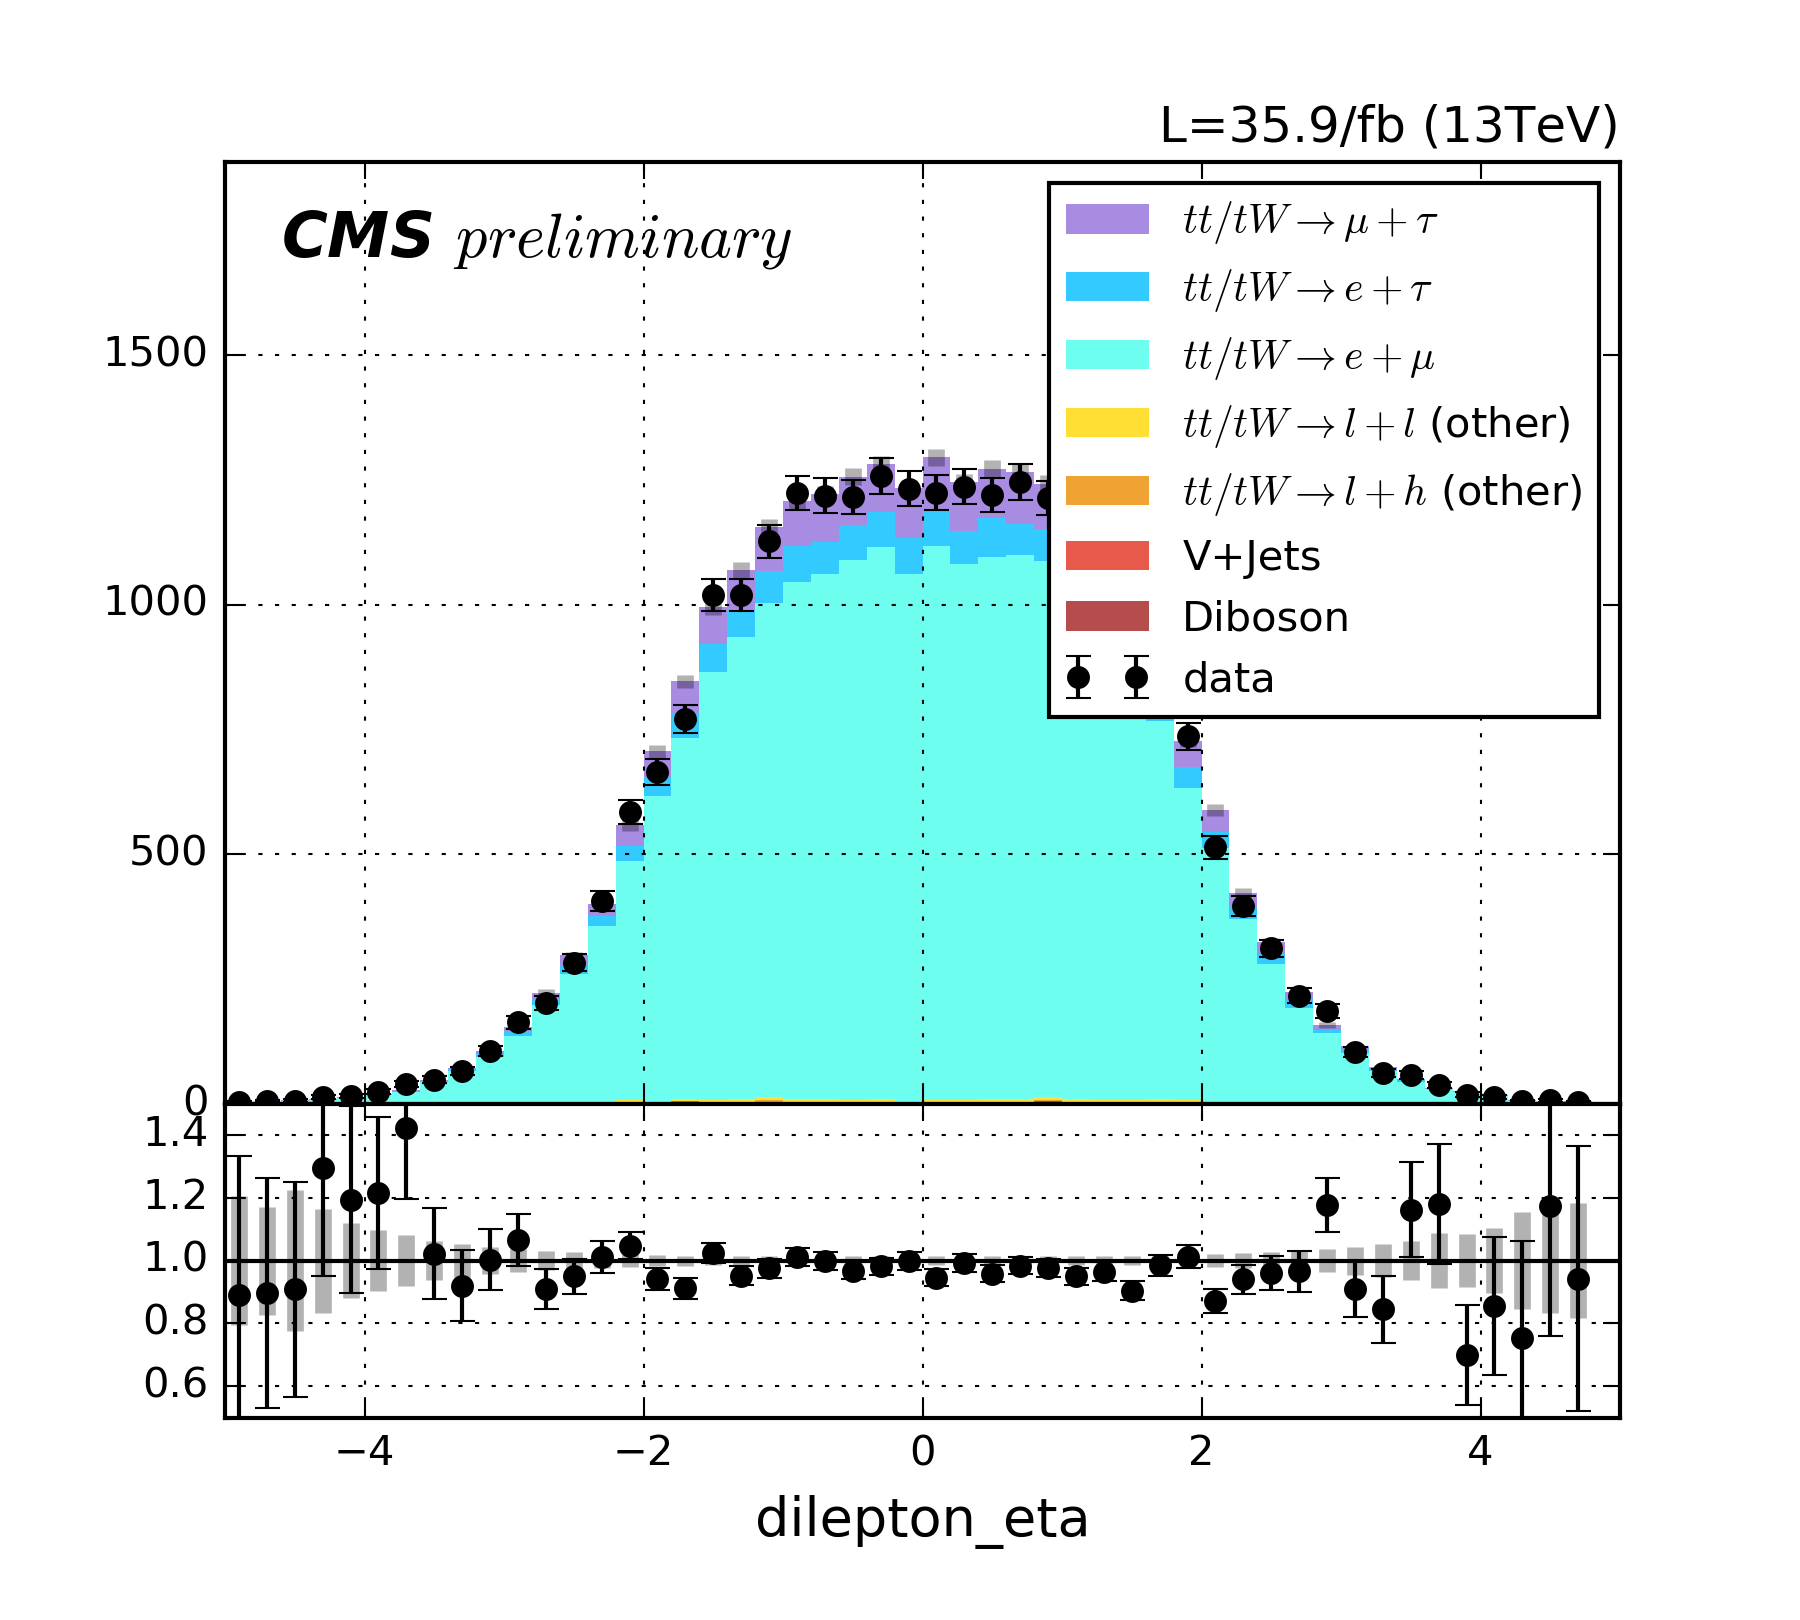 L=35.9/fb (13TeV)
CMS preliminary
tt/tW→μ+τ
tt/tW→e+τ
tt/tW→e+μ
tt/tW→l+l (other)
tt/tW→l+h (other)
V+Jets
Diboson
data
1500
1000
500
0
1.4
1.2
1.0
0.8
0.6
−4 −2 0 2 4
dilepton_eta